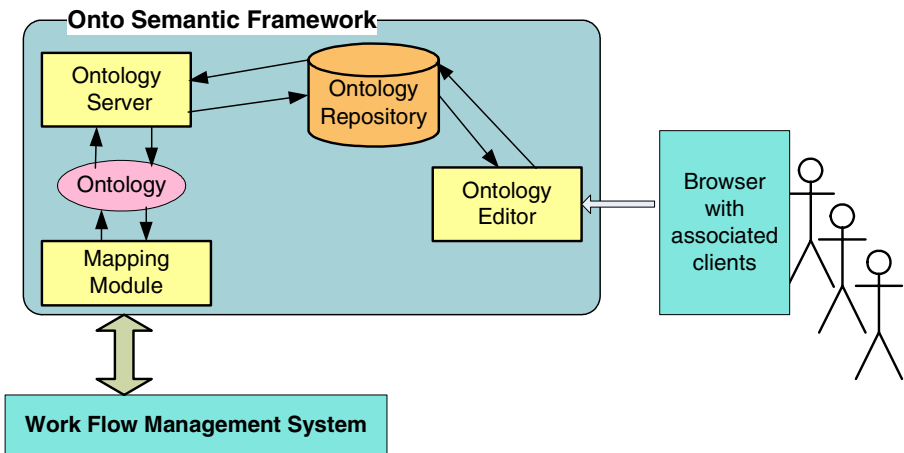 Onto Semantic Framework
Ontology
Server
Ontology
Repository
Ontology
Ontology
Editor
Mapping
Module
Browser
with
associated
clients
Work Flow Management System